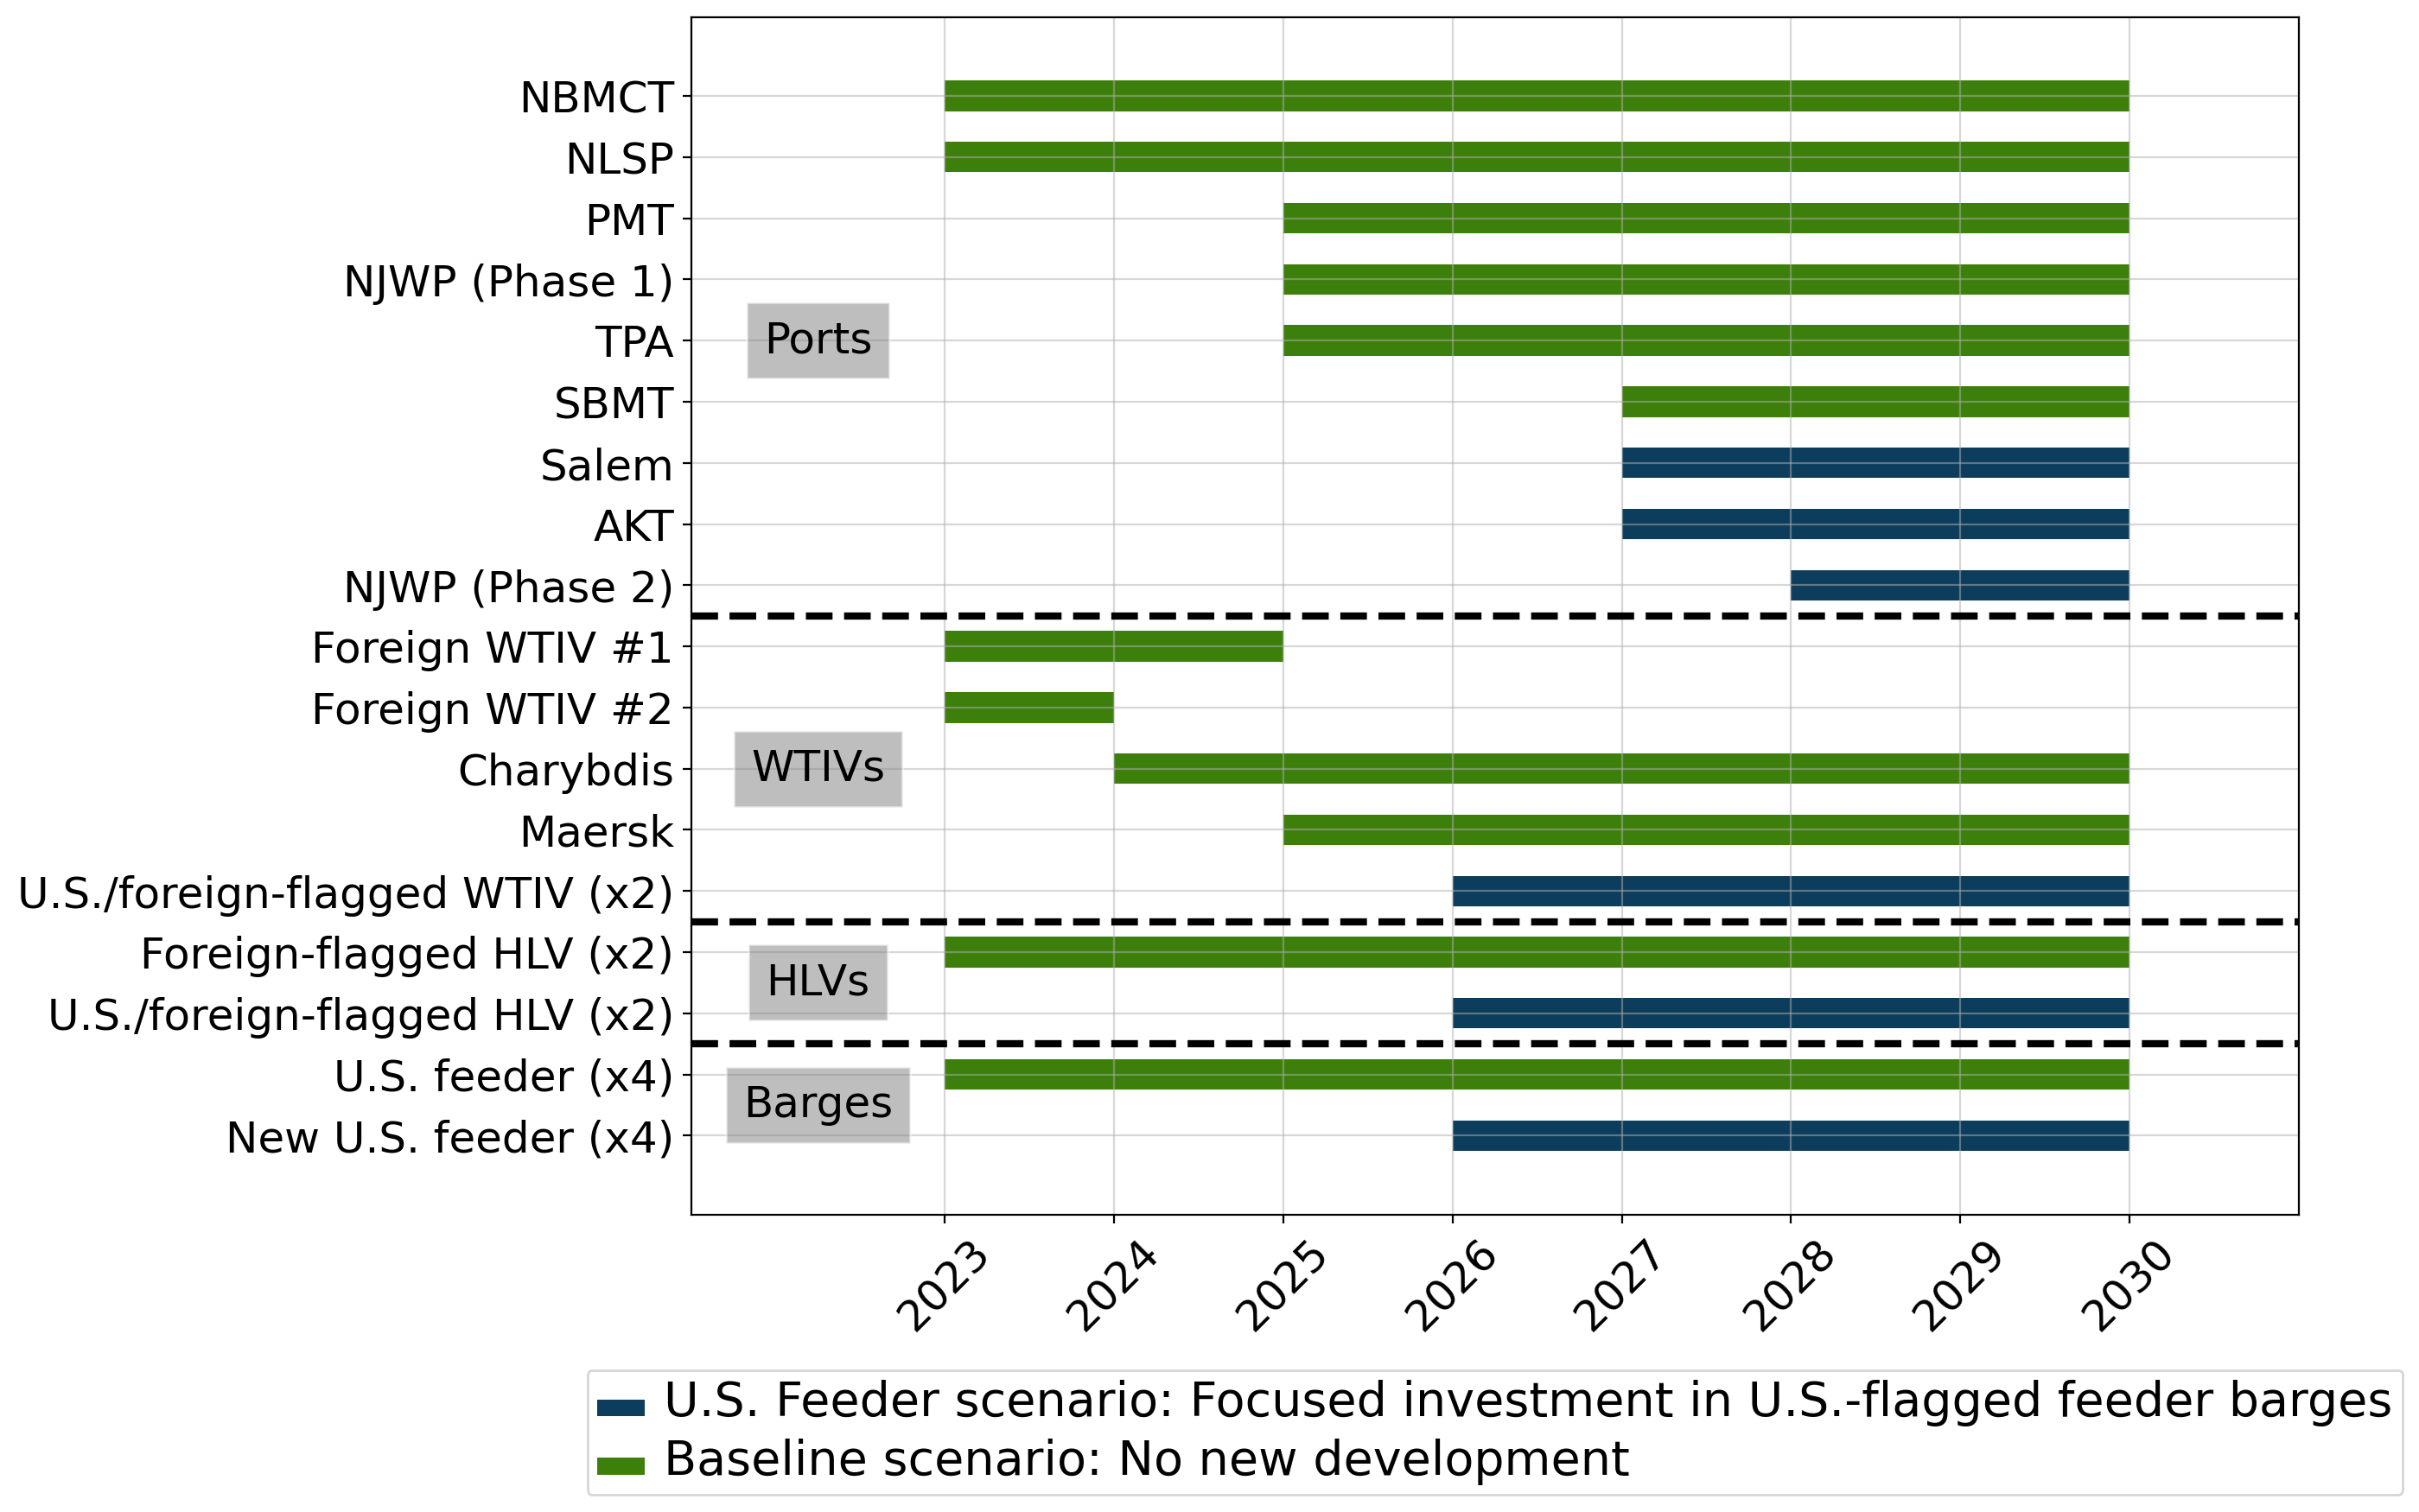 NBMCT
NLSP
PMT
NJWP (Phase 1)
TPA
SBMT
Salem
AKT
NJWP (Phase 2)
Foreign WTIV #1
Foreign WTIV #2
Charybdis
Maersk
U.S./foreign-flagged WTIV (x2)
Foreign-flagged HLV (x2)
U.S./foreign-flagged HLV (x2)
U.S. feeder (x4)
New U.S. feeder (x4)
Ports
WTIVs
HLVs
Barges
2023
2024
2025
2026
2027
2028
2029
2030
U.S. Feeder scenario: Focused investment in U.S.-flagged feeder barges
Baseline scenario: No new development